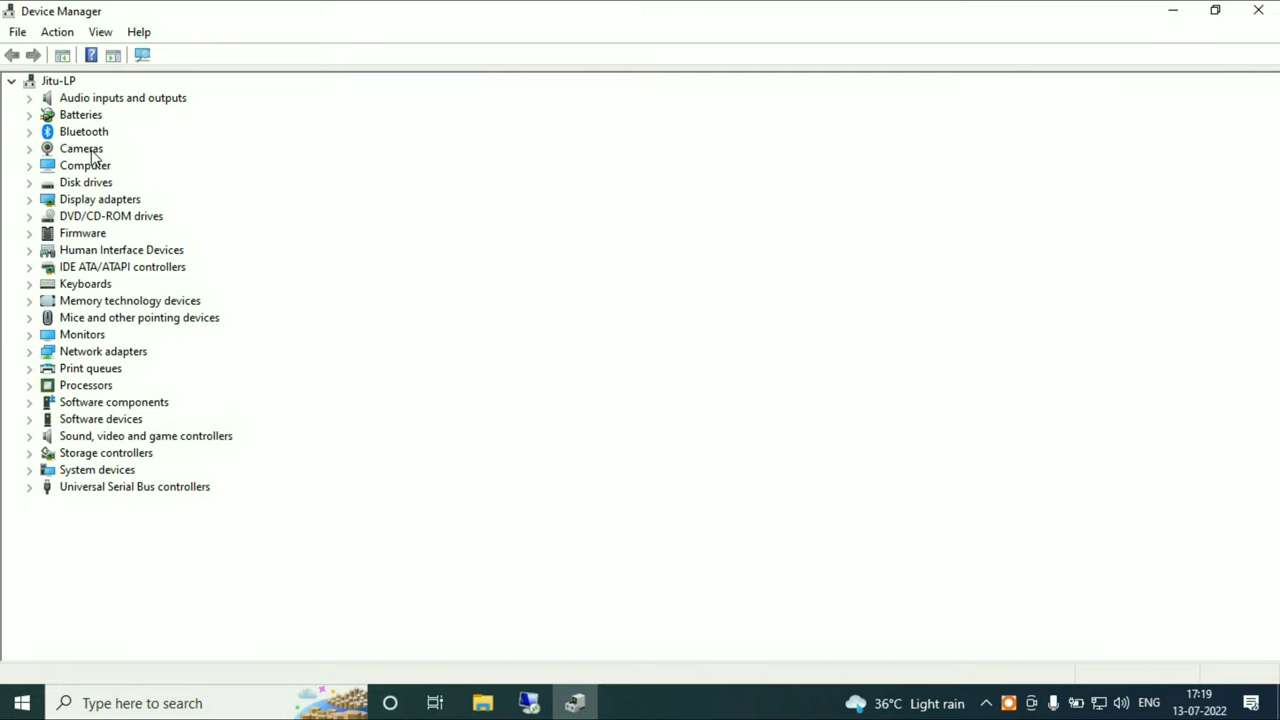 Device Manager
File Action View Help
Jitu-LP
Audio inputs and outputs
Batteries
Bluetooth
Cameras
Computer
Disk drives
Display adapters
DVD/CD-ROM drives
Firmware
Human Interface Devices
IDE ATA/ATAPI controllers
Keyboards
Memory technology devices
Mice and other pointing devices
Monitors
Network adapters
Print queues
Processors
Software components
Software devices
Sound, video and game controllers
Storage controllers
System devices
Universal Serial Bus controllers
Type here to search
36°C Light rain
ENG
17:19
13-07-2022